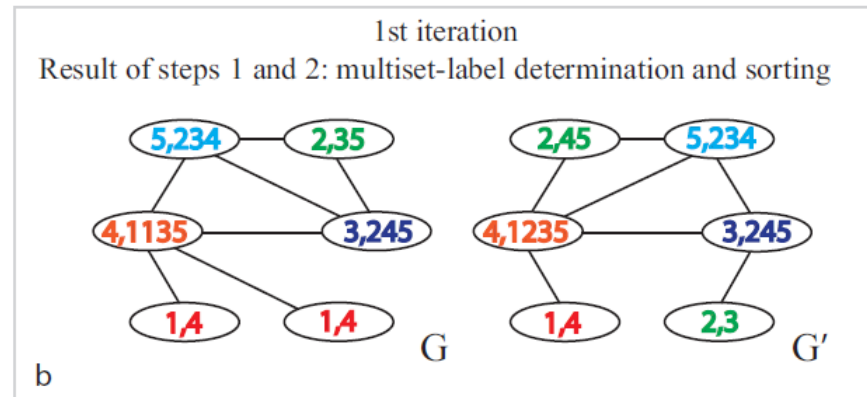 1st iteration
Result of steps 1 and 2: multiset-label determination and sorting
5,234 2,35 2,45 5,234
4,1135 3,245 4,1235 3,245
1,4 1,4 G 1,4 2,3 G′
b